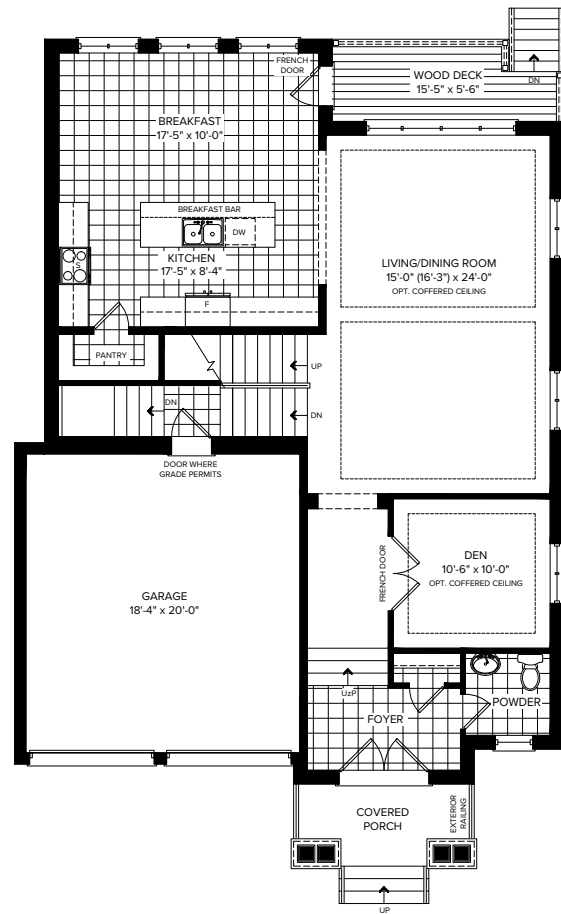 FRENCH
DOOR
WOOD DECK
15'-5" x 5'-6"
DN
BREAKFAST
17'-5" x 10'-0"
BREAKFAST BAR
DW
KITCHEN
17'-5" x 8'-4"
S
F
LIVING/DINING ROOM
15'-0" (16'-3") x 24'-0"
OPT. COFFERED CEILING
PANTRY
UP
DN
DN
DOOR WHERE
GRADE PERMITS
GARAGE
18'-4" x 20'-0"
FRENCH DOOR
DEN
10'-6" x 10'-0"
OPT. COFFERED CEILING
UzP
FOYER
POWDER
COVERED
PORCH
EXTERIOR
RAILING
UP